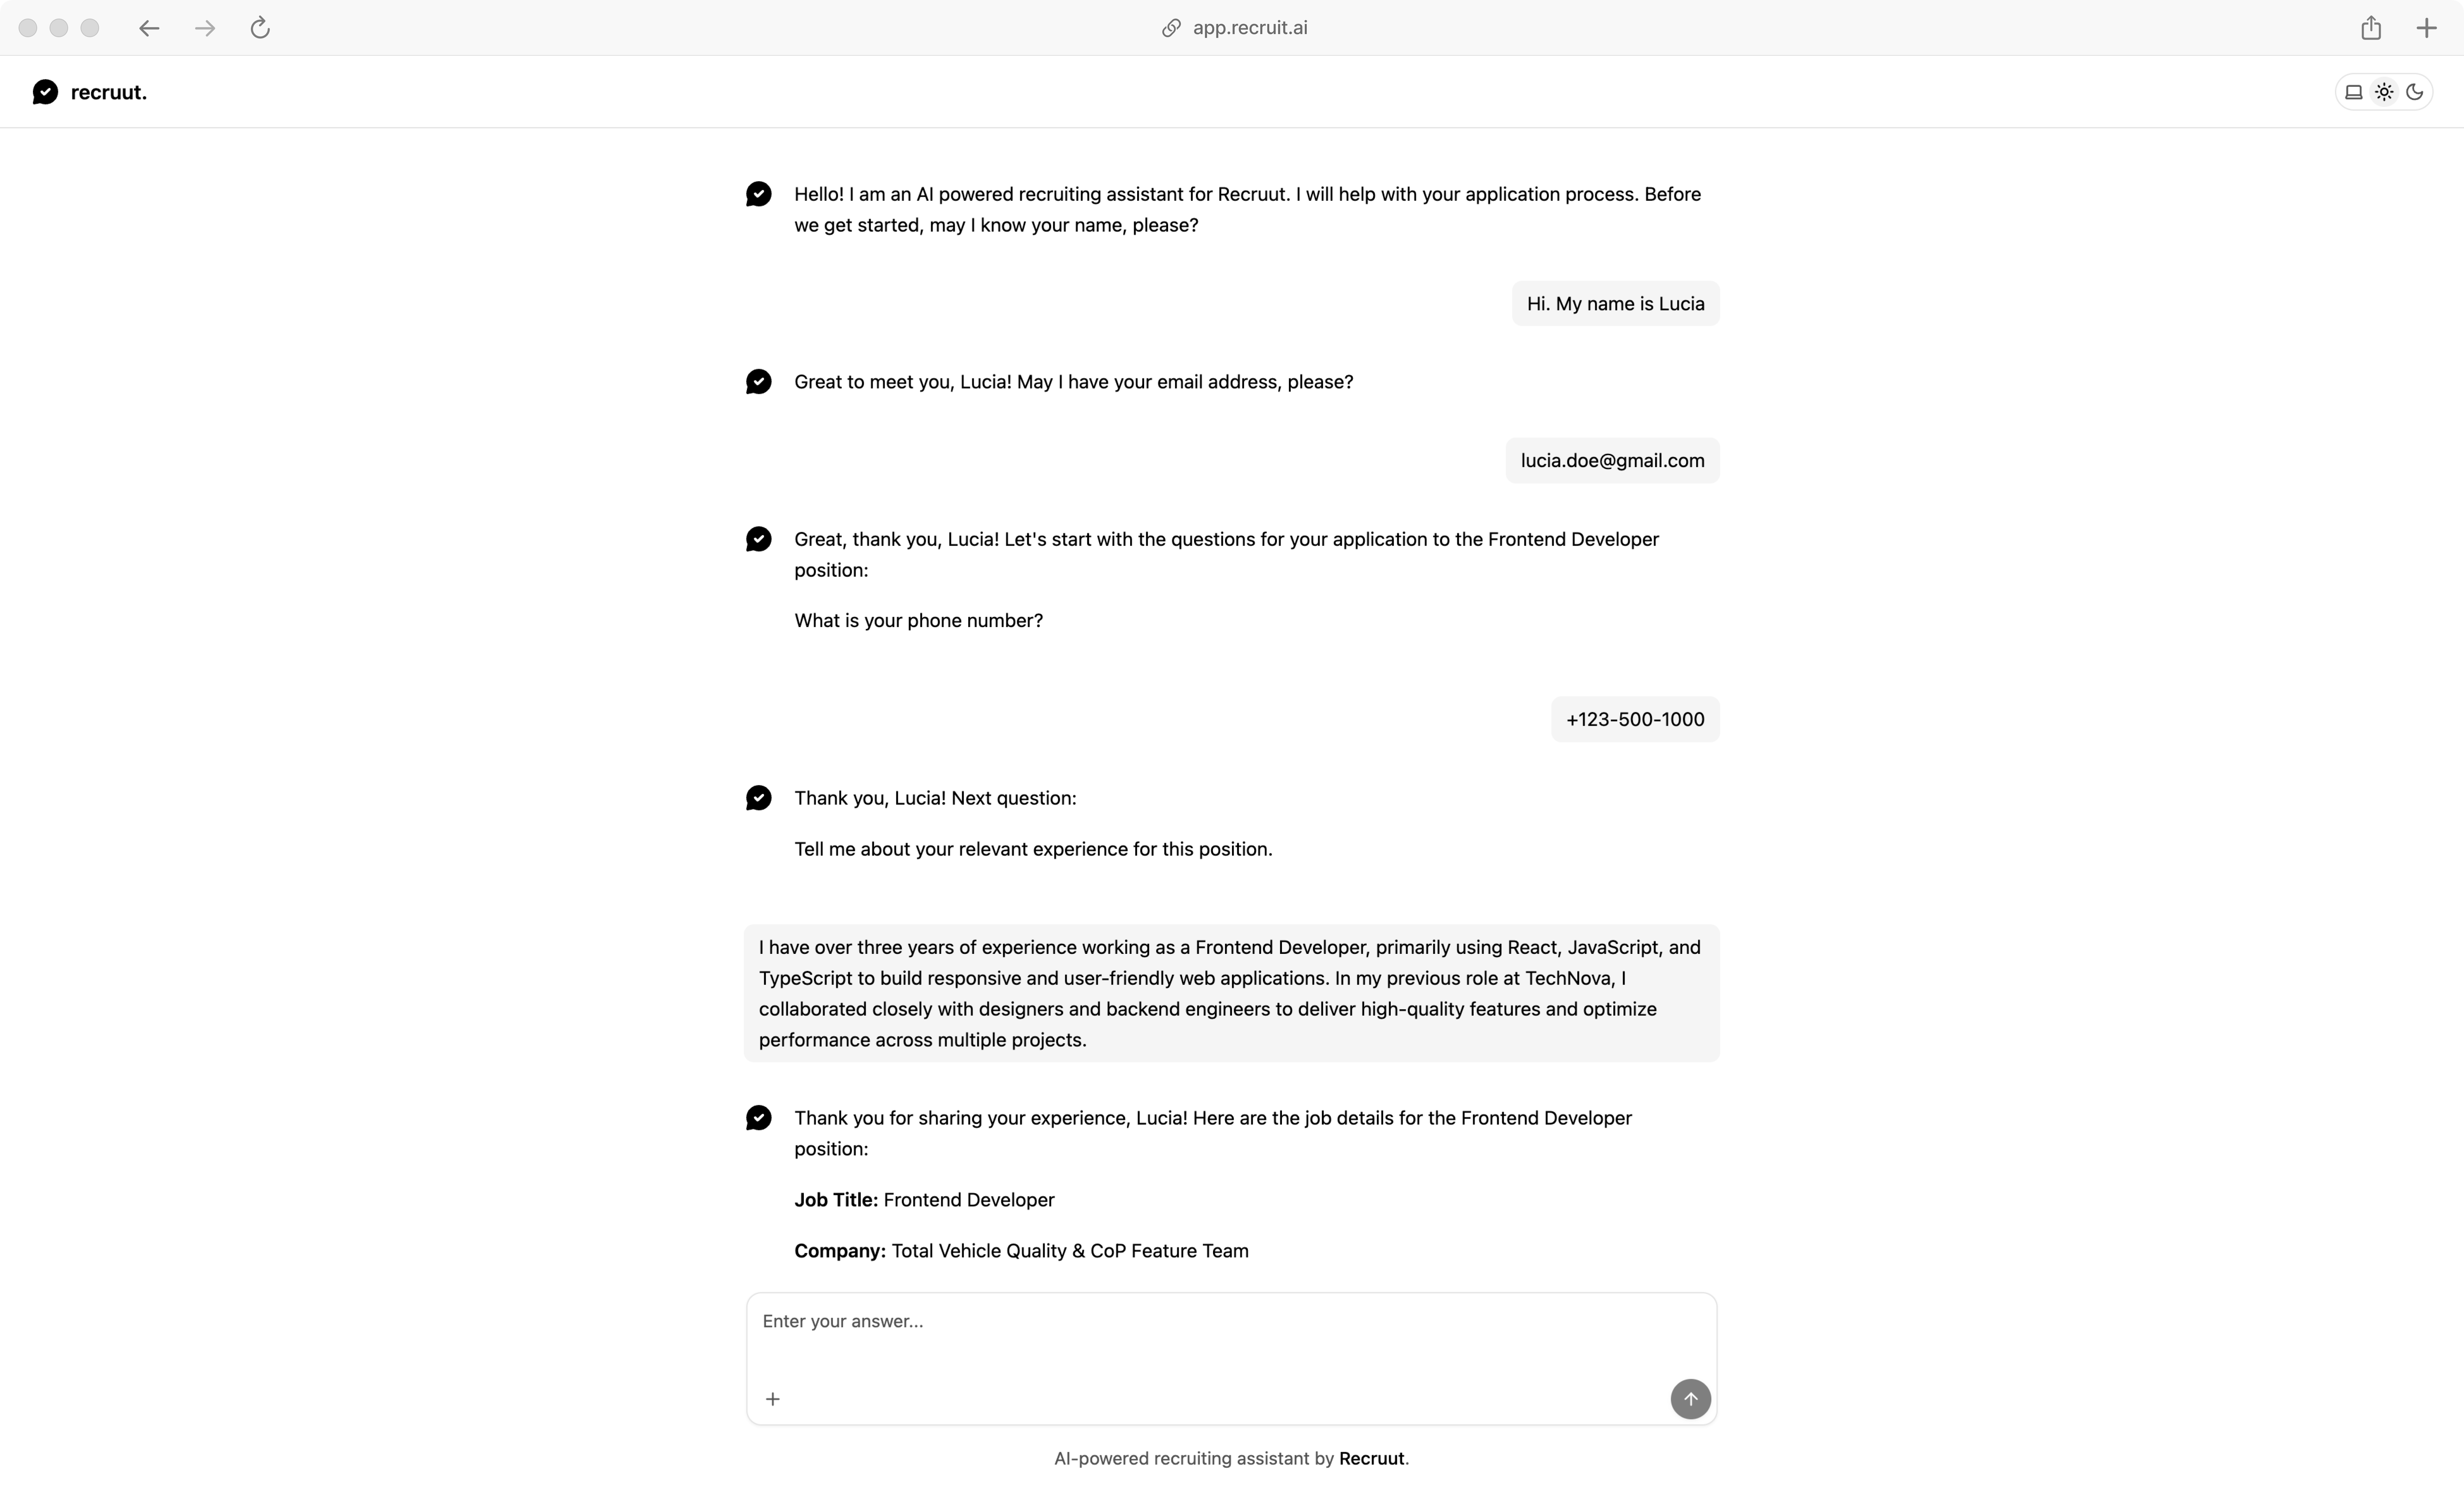 app.recruit.ai
recruut.
Hello! I am an AI powered recruiting assistant for Recruut. I will help with your application process. Before
we get started, may I know your name, please?
Hi. My name is Lucia
Great to meet you, Lucia! May I have your email address, please?
lucia.doe@gmail.com
Great, thank you, Lucia! Let's start with the questions for your application to the Frontend Developer
position:
What is your phone number?
+123-500-1000
Thank you, Lucia! Next question:
Tell me about your relevant experience for this position.
I have over three years of experience working as a Frontend Developer, primarily using React, JavaScript, and
TypeScript to build responsive and user-friendly web applications. In my previous role at TechNova, I
collaborated closely with designers and backend engineers to deliver high-quality features and optimize
performance across multiple projects.
Thank you for sharing your experience, Lucia! Here are the job details for the Frontend Developer
position:
Job Title: Frontend Developer
Company: Total Vehicle Quality & CoP Feature Team
Enter your answer...
AI-powered recruiting assistant by Recruut.